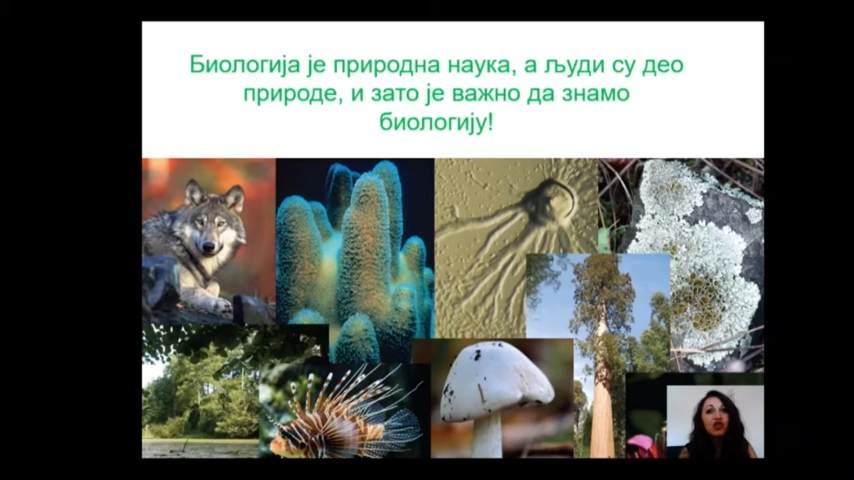 Биологија је природна наука, а људи су део
природе, и зато је важно да знамо
биологију!